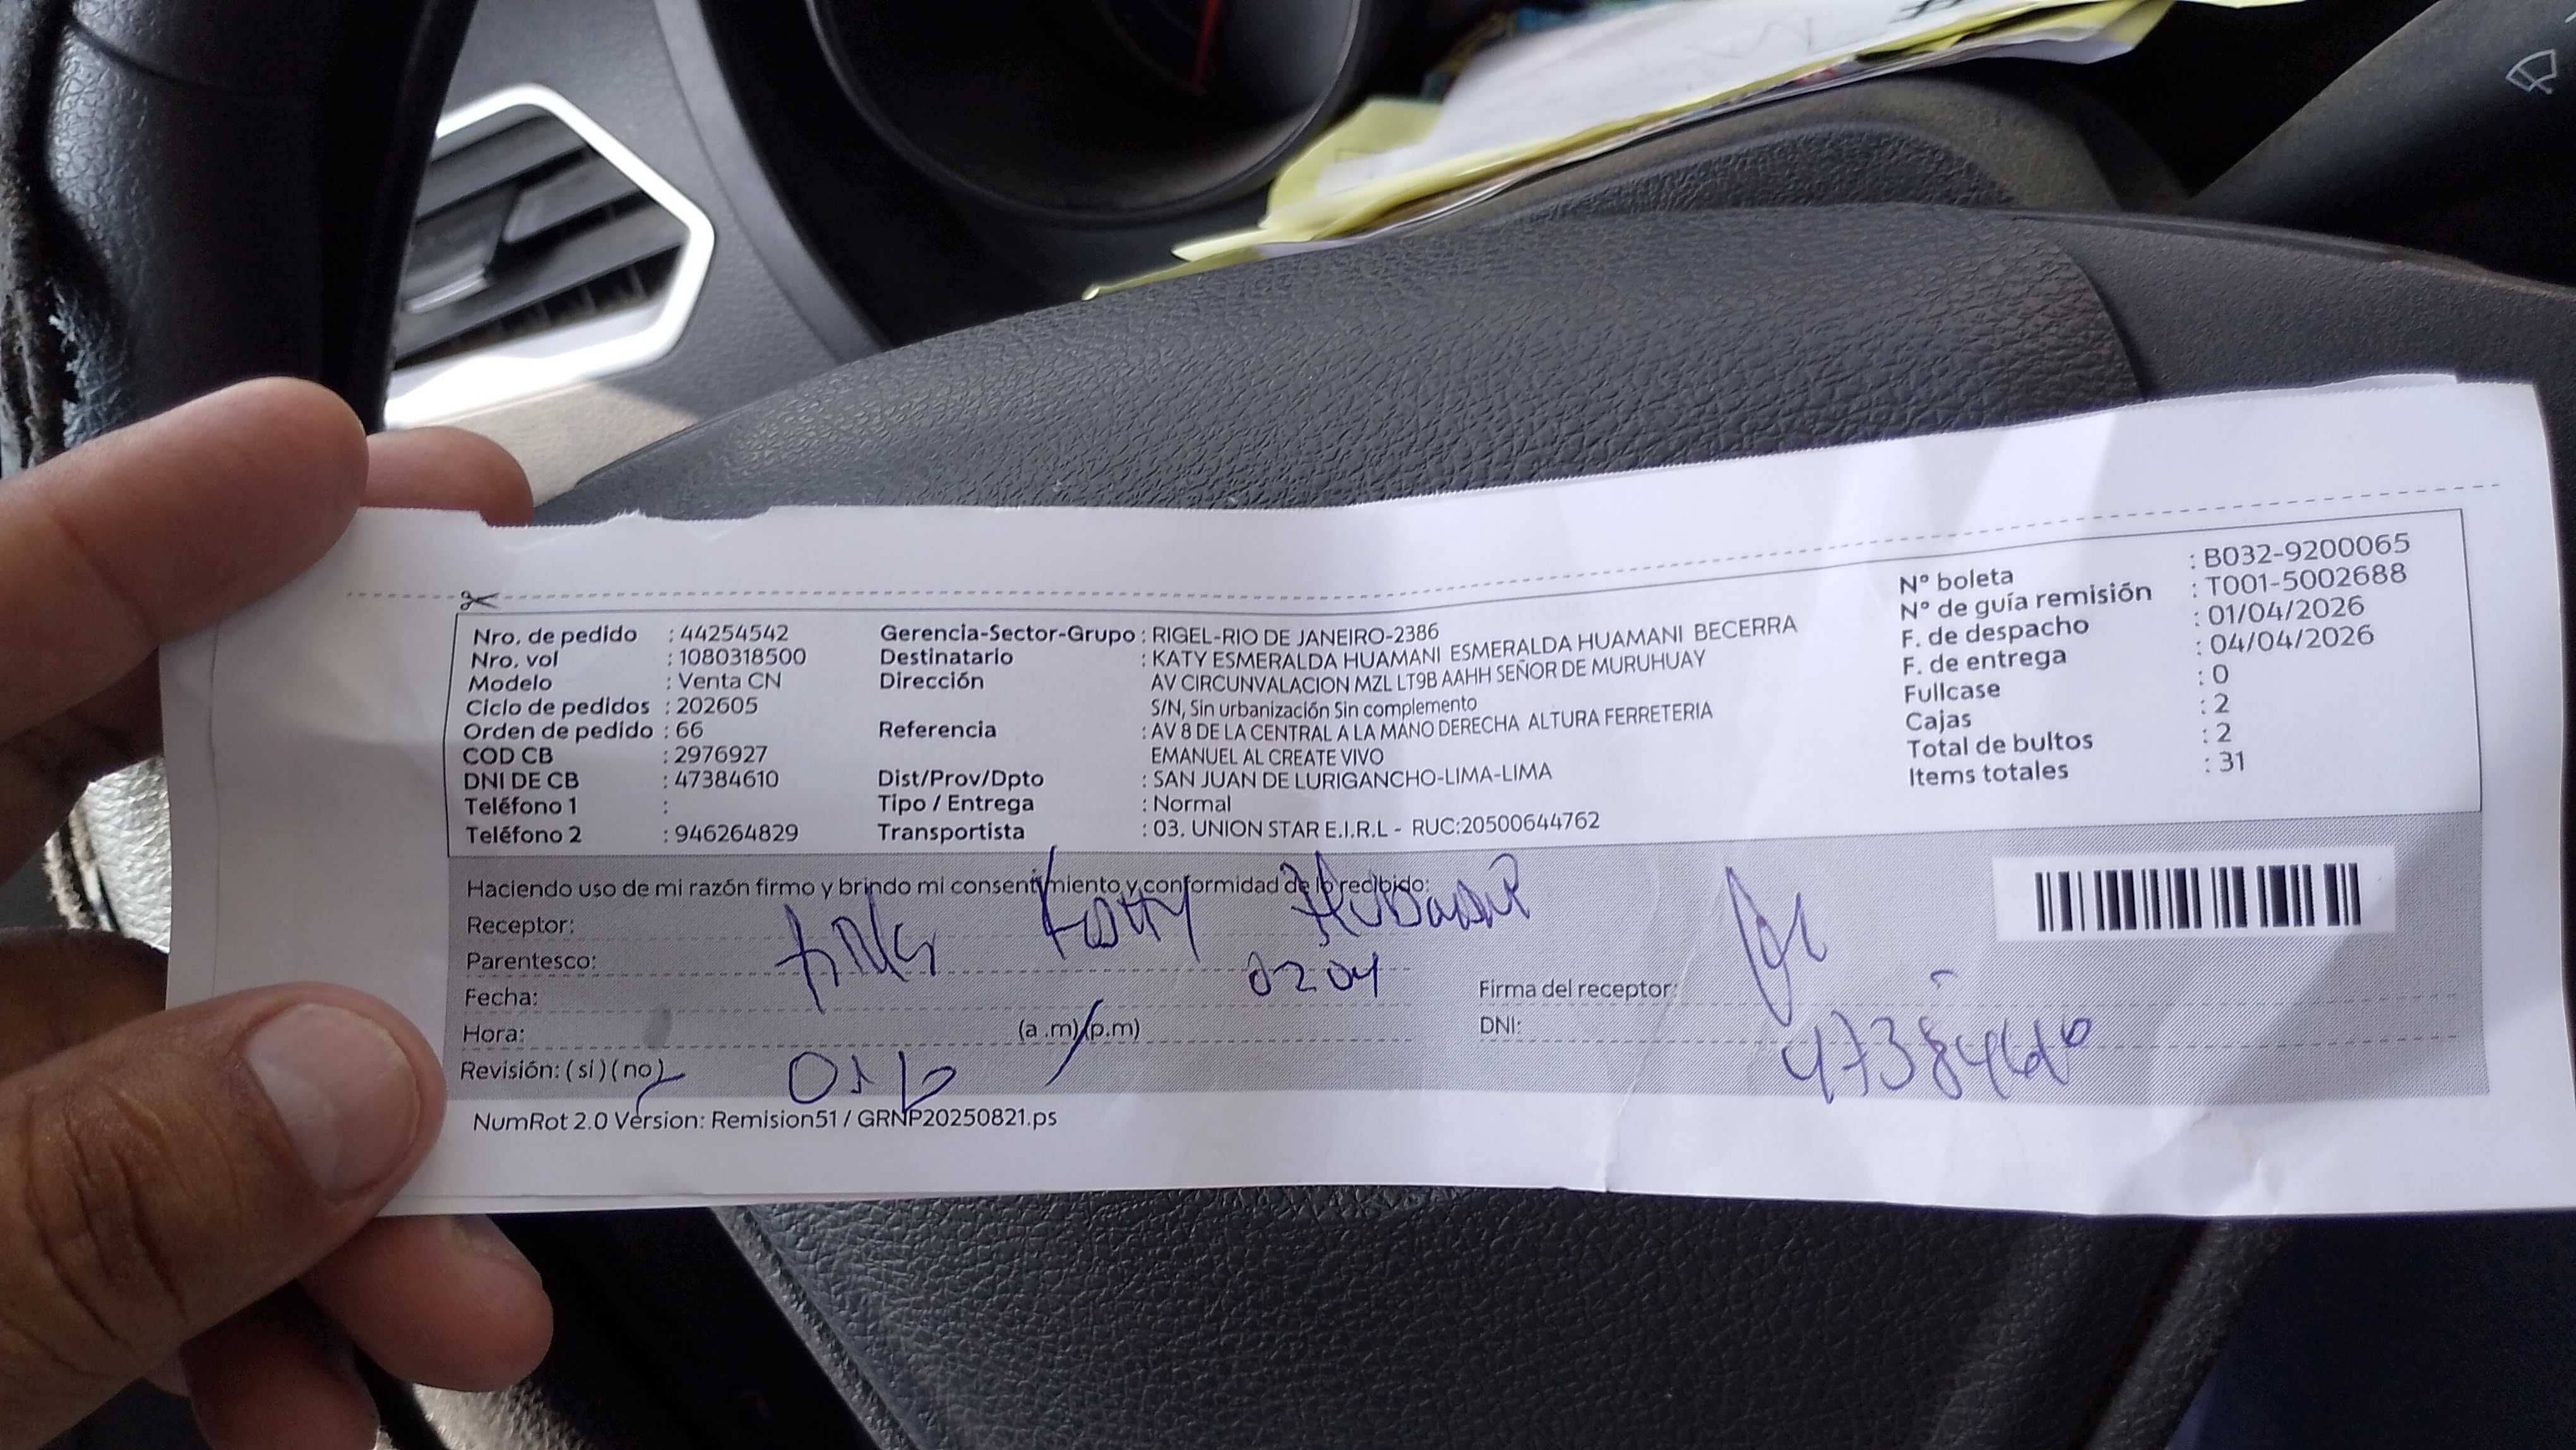 Nro. de pedido : 44254542
Nro. vol : 1080318500
Modelo : Venta CN
Ciclo de pedidos : 202605
Orden de pedido : 66
COD CB : 2976927
DNI DE CB : 47384610
Teléfono 1 :
Teléfono 2 : 946264829
Gerencia-Sector-Grupo : RIGEL-RIO DE JANEIRO-2386
Destinatario : KATY ESMERALDA HUAMANI ESMERALDA HUAMANI BECERRA
Dirección AV CIRCUNVALACION MZL LT9B AAHH SEÑOR DE MURUHUAY
S/N, Sin urbanización Sin complemento
Referencia : AV 8 DE LA CENTRAL A LA MANO DERECHA ALTURA FERRETERIA
EMANUEL AL CREATE VIVO
Dist/Prov/Dpto : SAN JUAN DE LURIGANCHO-LIMA-LIMA
Tipo / Entrega : Normal
Transportista : 03. UNION STAR E.I.R.L - RUC:20500644762
N° boleta : B032-9200065
N° de guía remisión : T001-5002688
F. de despacho : 01/04/2026
F. de entrega : 04/04/2026
Fullcase : 0
Cajas : 2
Total de bultos : 2
Items totales : 31
Haciendo uso de mi razón firmo y brindo mi consentimiento y conformidad de lo recibido:
Receptor: Katty
Parentesco:
Fecha: 0204
Hora: (a .m)(p.m)
Revisión: ( si ) ( no )
Firma del receptor:
DNI: 47384610
NumRot 2.0 Version: Remision51 / GRNP20250821.ps